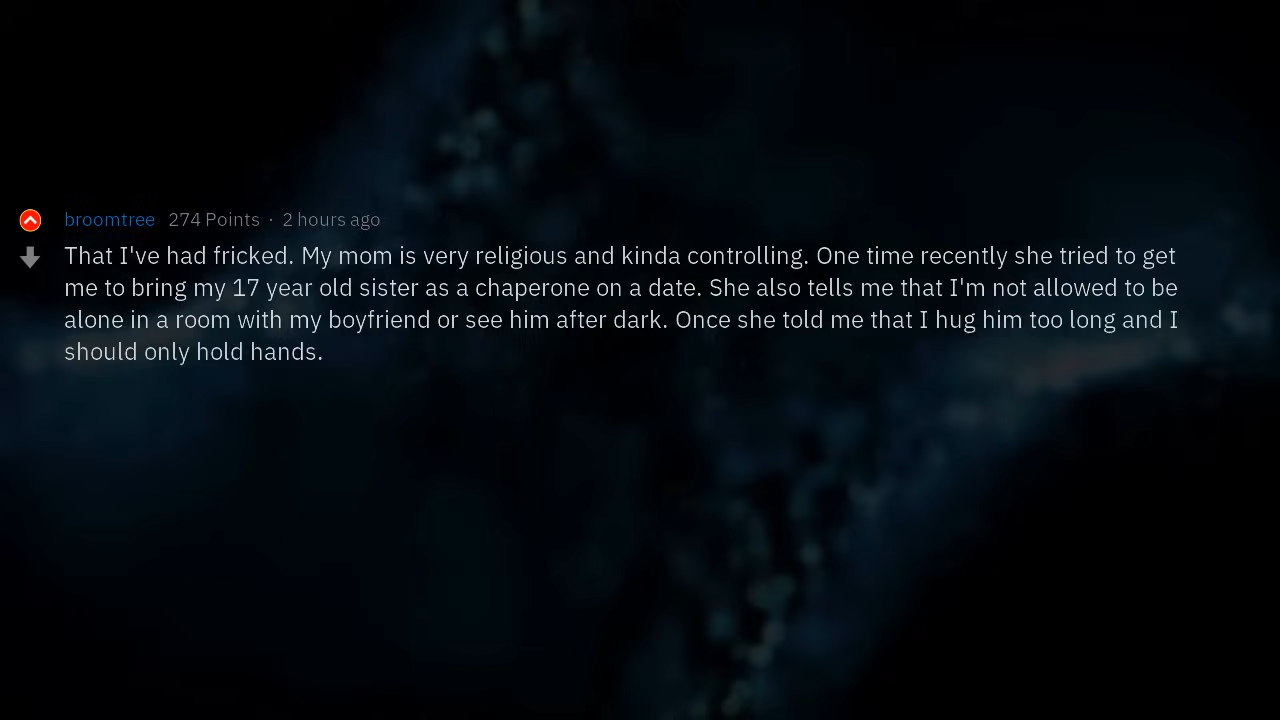 broomtree 274 Points · 2 hours ago
That I've had fricked. My mom is very religious and kinda controlling. One time recently she tried to get
me to bring my 17 year old sister as a chaperone on a date. She also tells me that I'm not allowed to be
alone in a room with my boyfriend or see him after dark. Once she told me that I hug him too long and I
should only hold hands.